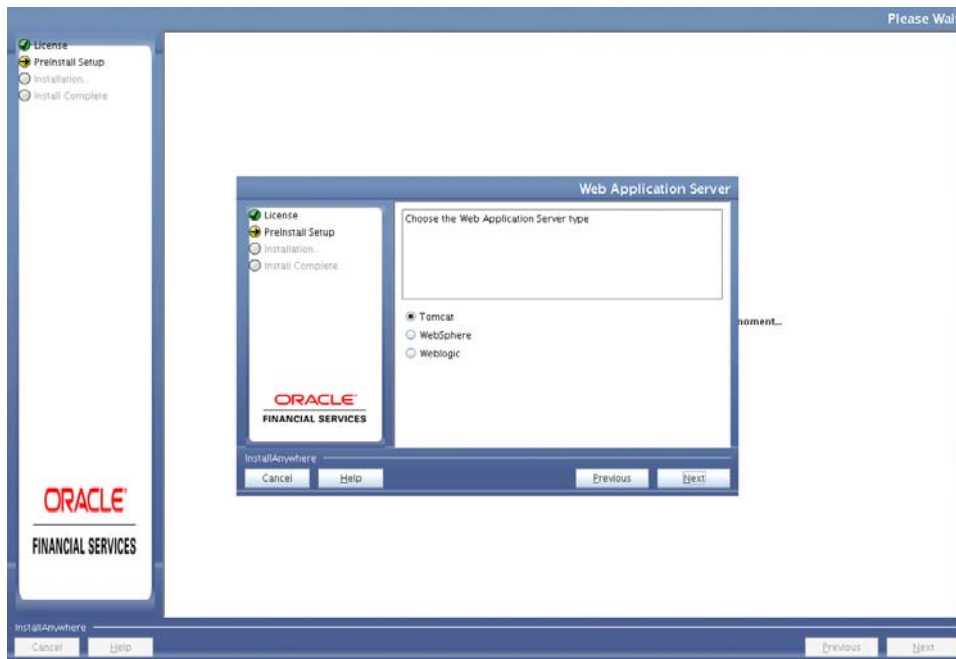 Please Wai
License
PreInstall Setup
Installation...
Install Complete
Web Application Server
License
PreInstall Setup
Installation...
Install Complete
Choose the Web Application Server type
Tomcat
WebSphere
Weblogic
moment...
ORACLE
FINANCIAL SERVICES
InstallAnywhere
Cancel
Help
Previous
Next
ORACLE
FINANCIAL SERVICES
InstallAnywhere
Cancel
Help
Previous
Next